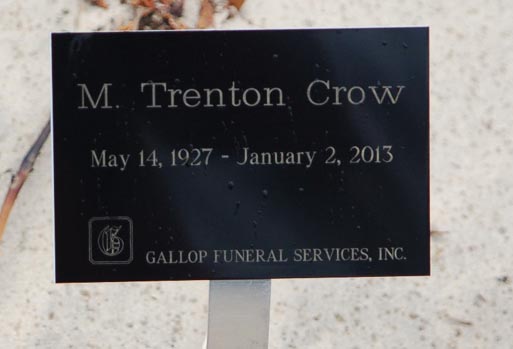 M. Trenton Crow
May 14, 1927 - January 2, 2013
GALLOP FUNERAL SERVICES, INC.